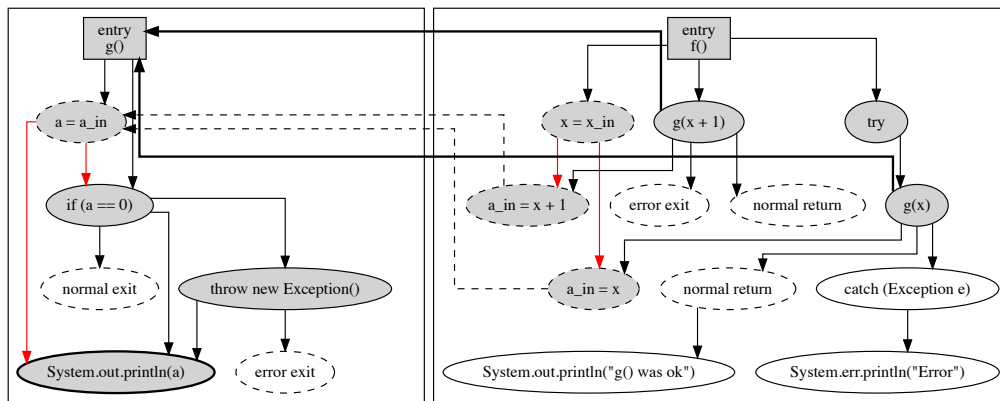 entry
g()
a = a_in
if (a == 0)
normal exit
throw new Exception()
System.out.println(a)
error exit
entry
f()
x = x_in
g(x + 1)
try
a_in = x + 1
error exit
normal return
g(x)
a_in = x
normal return
catch (Exception e)
System.out.println("g() was ok")
System.err.println("Error")